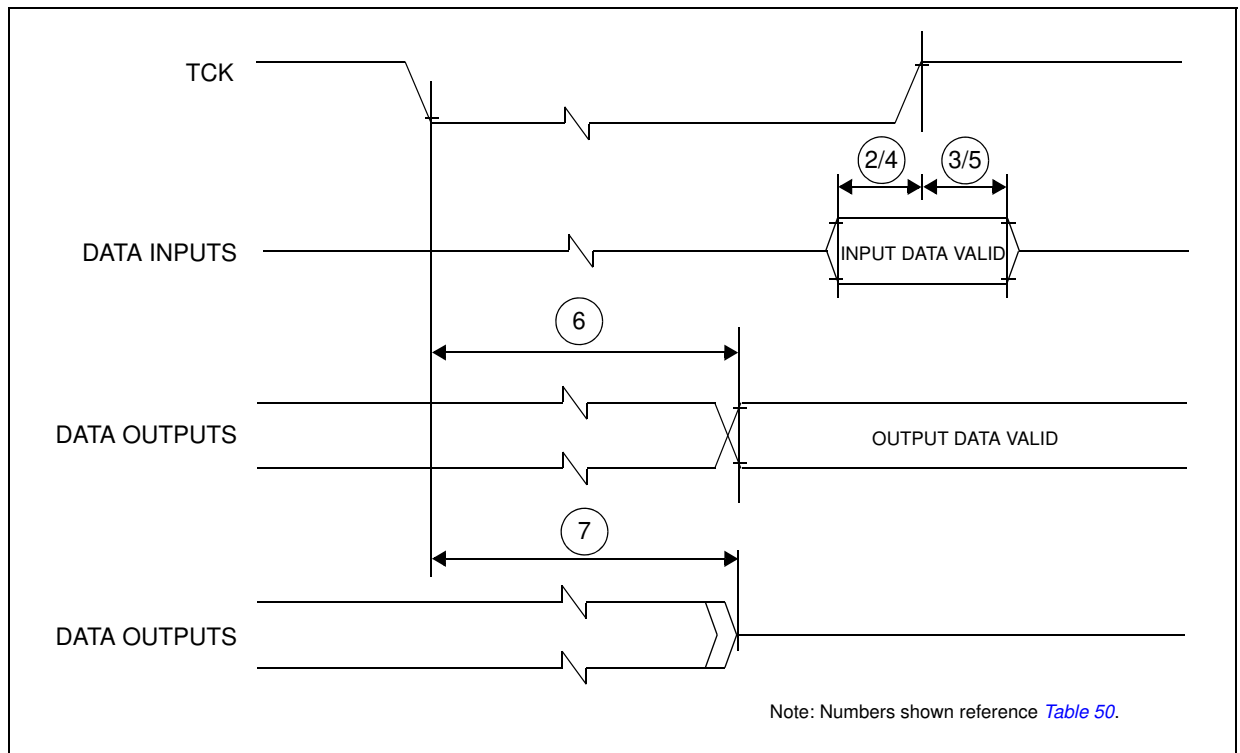 TCK
2/4
3/5
DATA INPUTS
INPUT DATA VALID
6
DATA OUTPUTS
OUTPUT DATA VALID
7
DATA OUTPUTS
Note: Numbers shown reference Table 50.